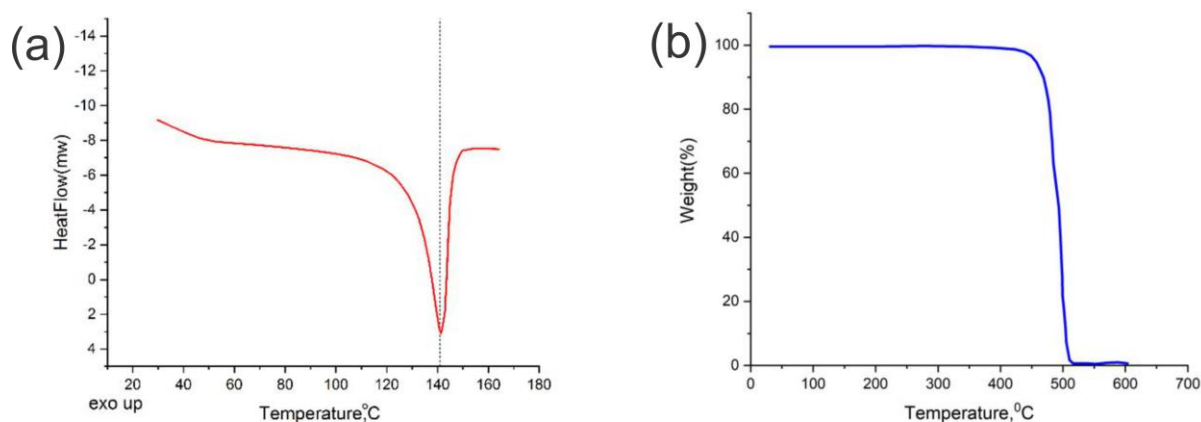 (a)
-14
-12
-10
-8
-6
-4
-2
0
2
4
HeatFlow(mw)
20 40 60 80 100 120 140 160 180
exo up
Temperature,°C
(b)
100
80
60
40
20
0
Weight(%)
0 100 200 300 400 500 600 700
Temperature,⁰C